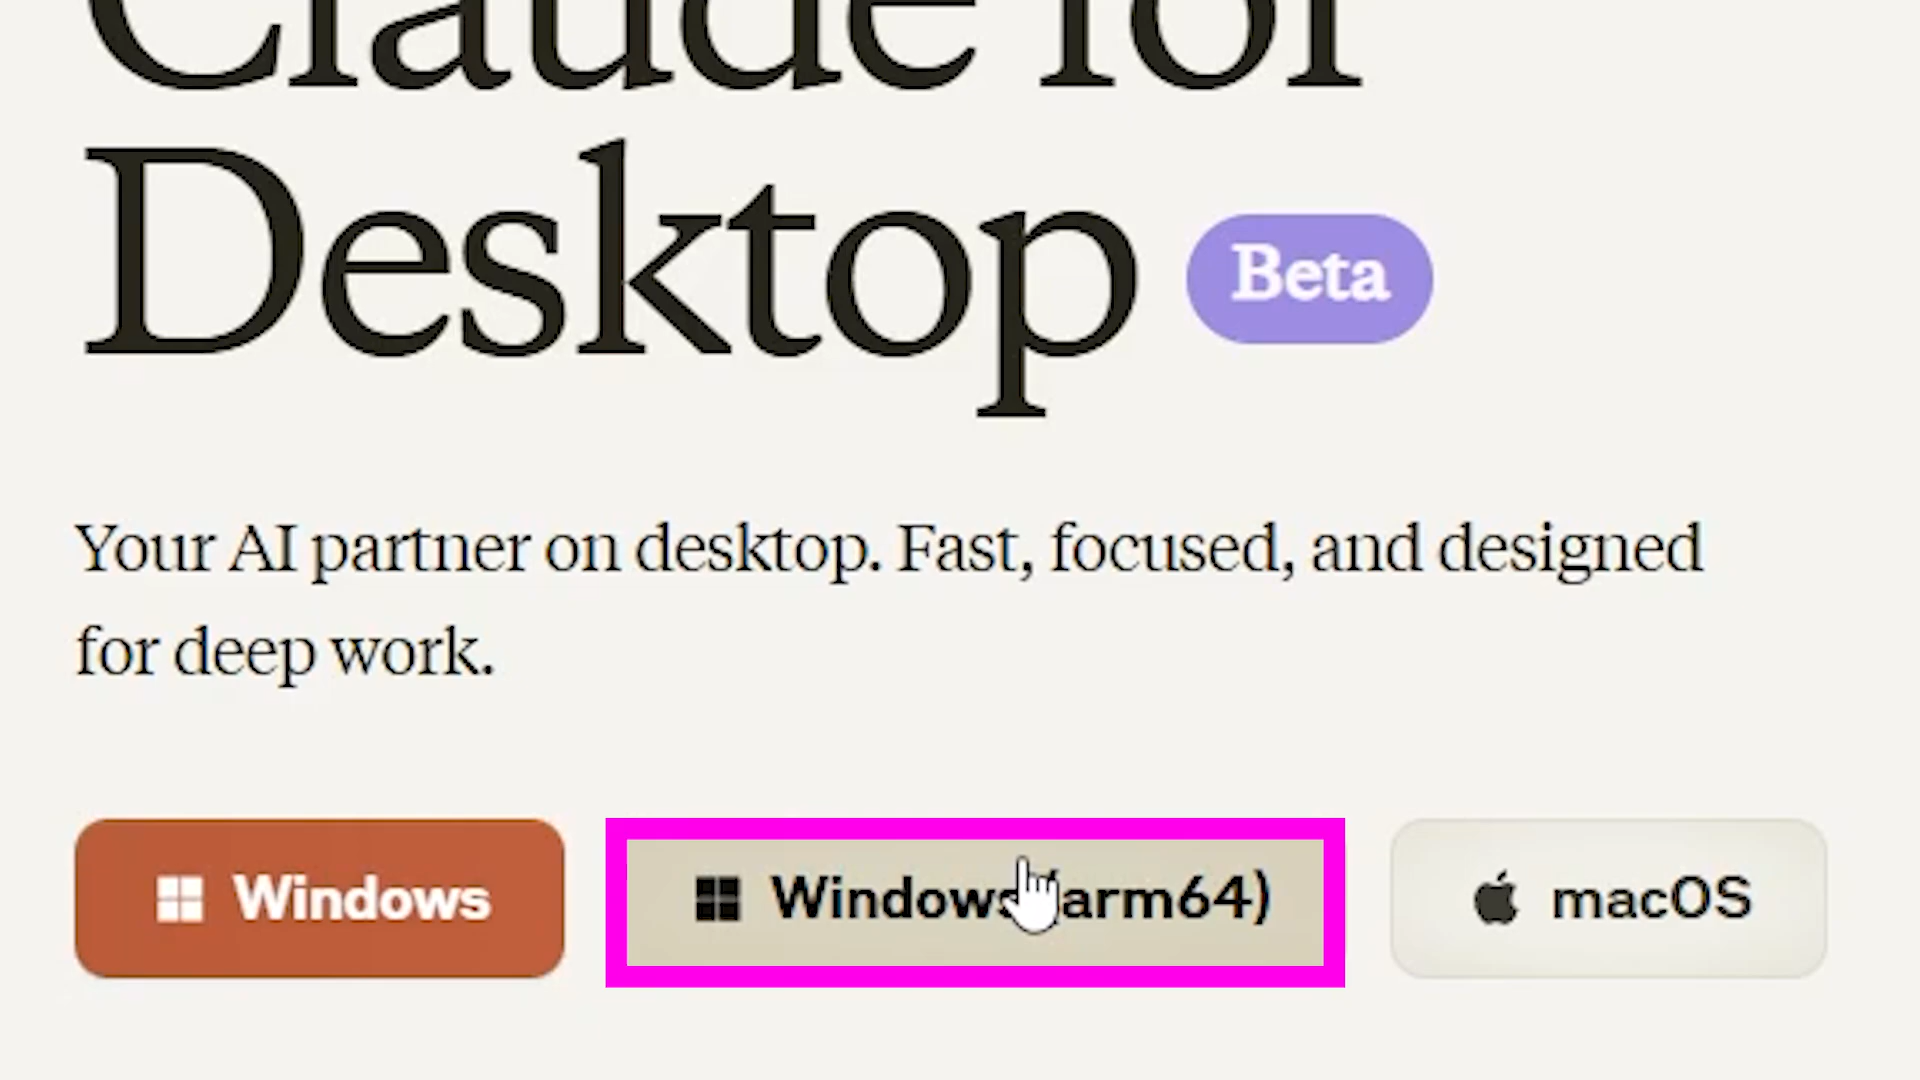 Claude for
Desktop Beta
Your AI partner on desktop. Fast, focused, and designed
for deep work.
Windows
Windows (arm64)
macOS